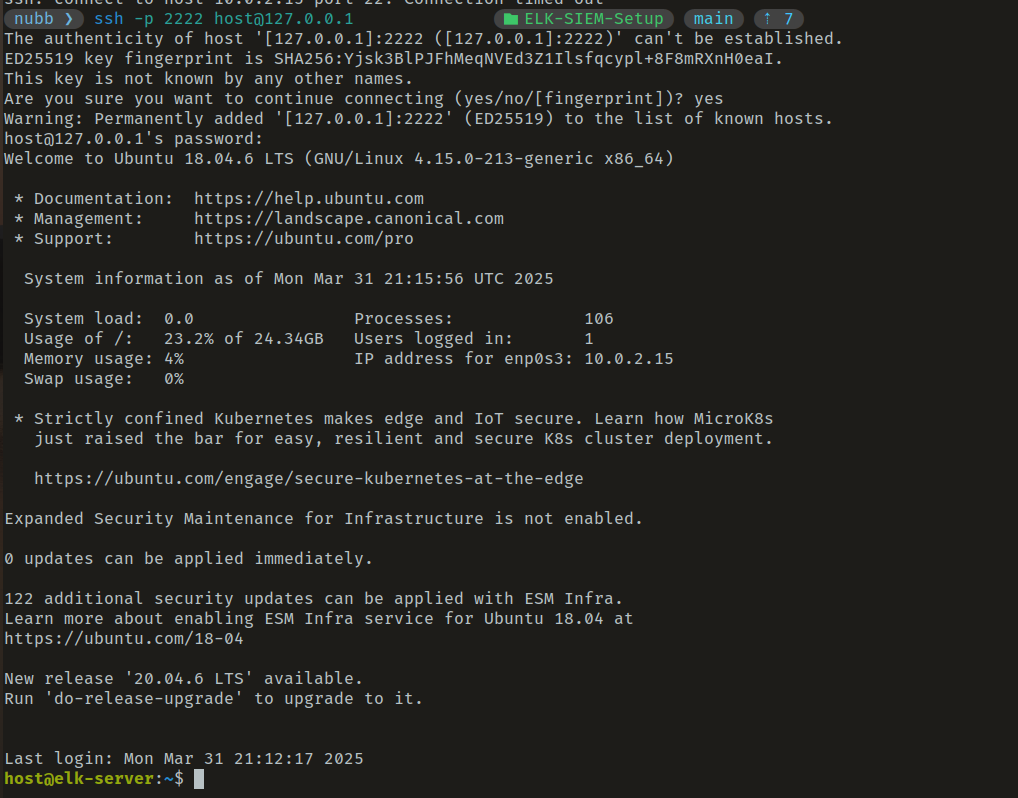 ssh: connect to host 10.0.2.15 port 22: Connection timed out
nubb ❯ ssh -p 2222 host@127.0.0.1 ELK-SIEM-Setup main ↑ 7
The authenticity of host '[127.0.0.1]:2222 ([127.0.0.1]:2222)' can't be established.
ED25519 key fingerprint is SHA256:Yjsk3BlPJFhMeqNVEd3Z1Ilsfqcypl+8F8mRXnH0eaI.
This key is not known by any other names.
Are you sure you want to continue connecting (yes/no/[fingerprint])? yes
Warning: Permanently added '[127.0.0.1]:2222' (ED25519) to the list of known hosts.
host@127.0.0.1's password:
Welcome to Ubuntu 18.04.6 LTS (GNU/Linux 4.15.0-213-generic x86_64)
* Documentation: https://help.ubuntu.com
* Management: https://landscape.canonical.com
* Support: https://ubuntu.com/pro
System information as of Mon Mar 31 21:15:56 UTC 2025
System load: 0.0 Processes: 106
Usage of /: 23.2% of 24.34GB Users logged in: 1
Memory usage: 4% IP address for enp0s3: 10.0.2.15
Swap usage: 0%
* Strictly confined Kubernetes makes edge and IoT secure. Learn how MicroK8s
just raised the bar for easy, resilient and secure K8s cluster deployment.
https://ubuntu.com/engage/secure-kubernetes-at-the-edge
Expanded Security Maintenance for Infrastructure is not enabled.
0 updates can be applied immediately.
122 additional security updates can be applied with ESM Infra.
Learn more about enabling ESM Infra service for Ubuntu 18.04 at
https://ubuntu.com/18-04
New release '20.04.6 LTS' available.
Run 'do-release-upgrade' to upgrade to it.
Last login: Mon Mar 31 21:12:17 2025
host@elk-server:~$